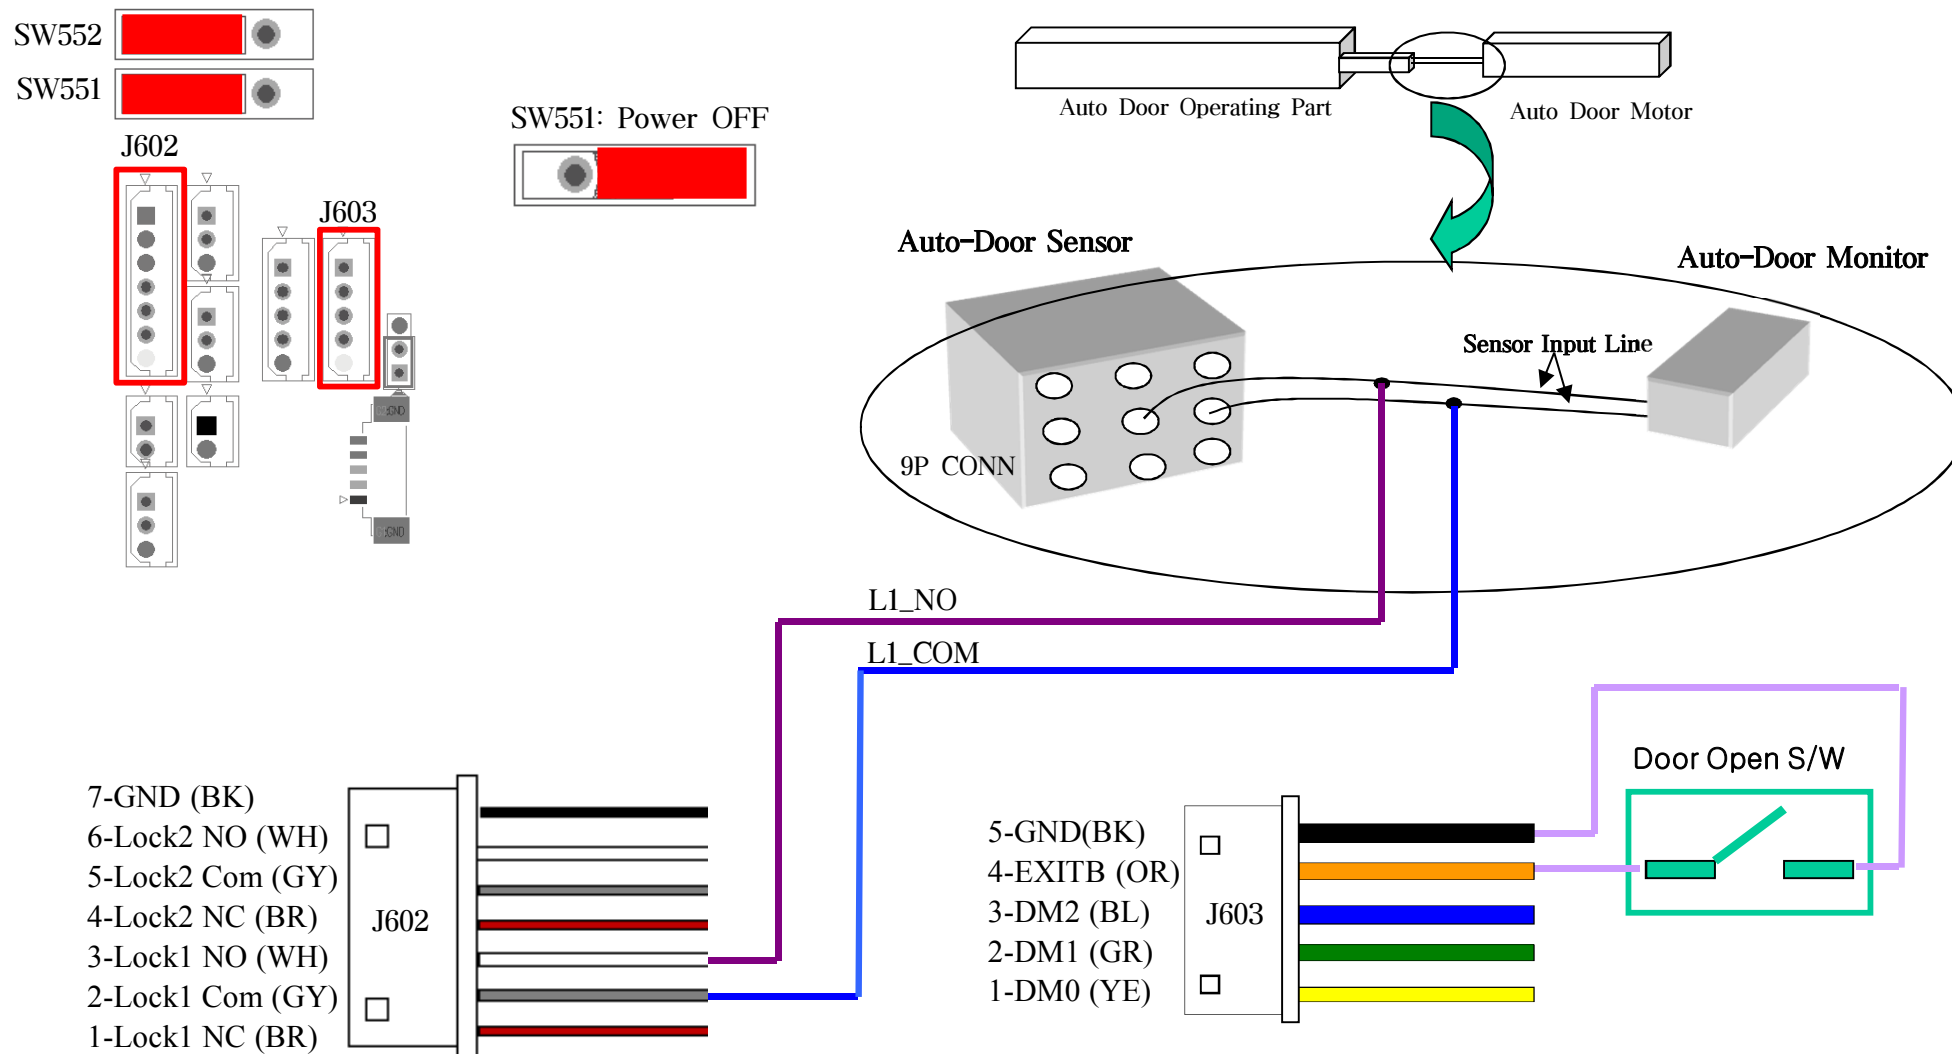 SW552
SW551
J602
J603
SW551: Power OFF
Auto Door Operating Part
Auto Door Motor
Auto-Door Sensor
Auto-Door Monitor
Sensor Input Line
9P CONN
GND
GND
L1_NO
L1_COM
7-GND (BK)
6-Lock2 NO (WH)
5-Lock2 Com (GY)
4-Lock2 NC (BR)
3-Lock1 NO (WH)
2-Lock1 Com (GY)
1-Lock1 NC (BR)
J602
5-GND(BK)
4-EXITB (OR)
3-DM2 (BL)
2-DM1 (GR)
1-DM0 (YE)
J603
Door Open S/W